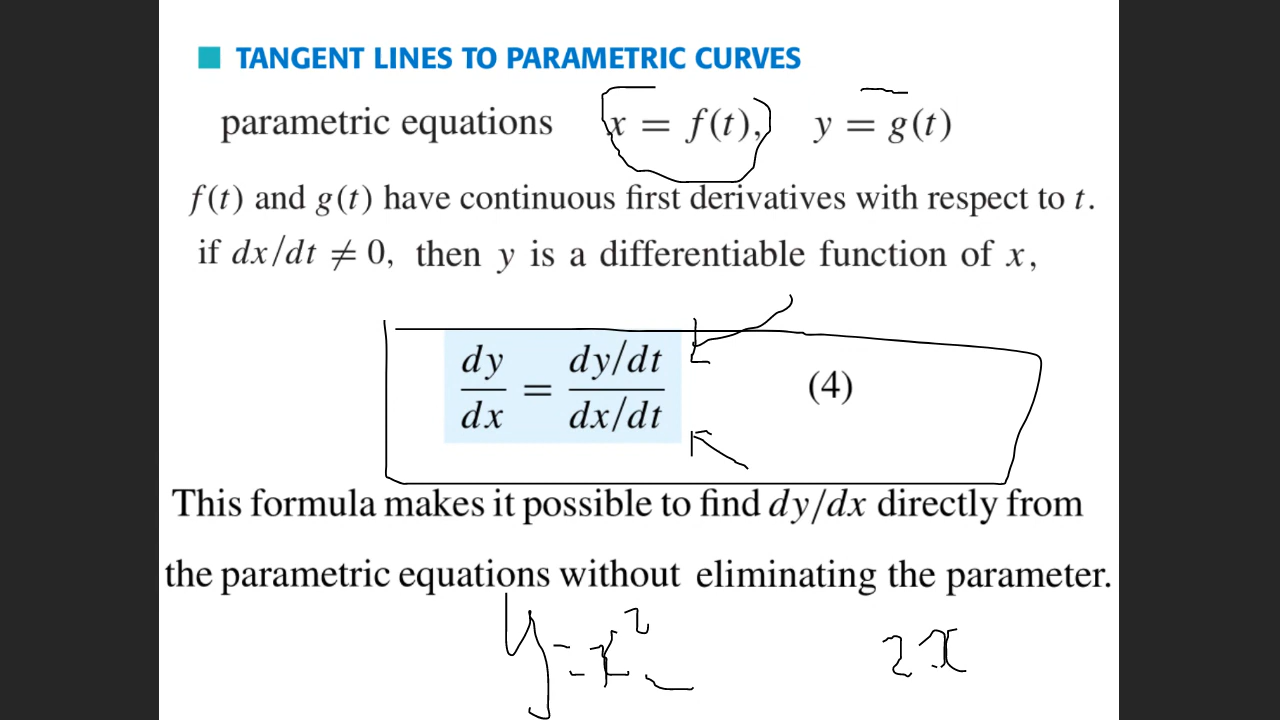 TANGENT LINES TO PARAMETRIC CURVES
parametric equations x = f(t), y = g(t)
f(t) and g(t) have continuous first derivatives with respect to t.
if dx/dt ≠ 0, then y is a differentiable function of x,
dy/dx = (dy/dt)/(dx/dt) (4)
This formula makes it possible to find dy/dx directly from
the parametric equations without eliminating the parameter.
y = x² 2x